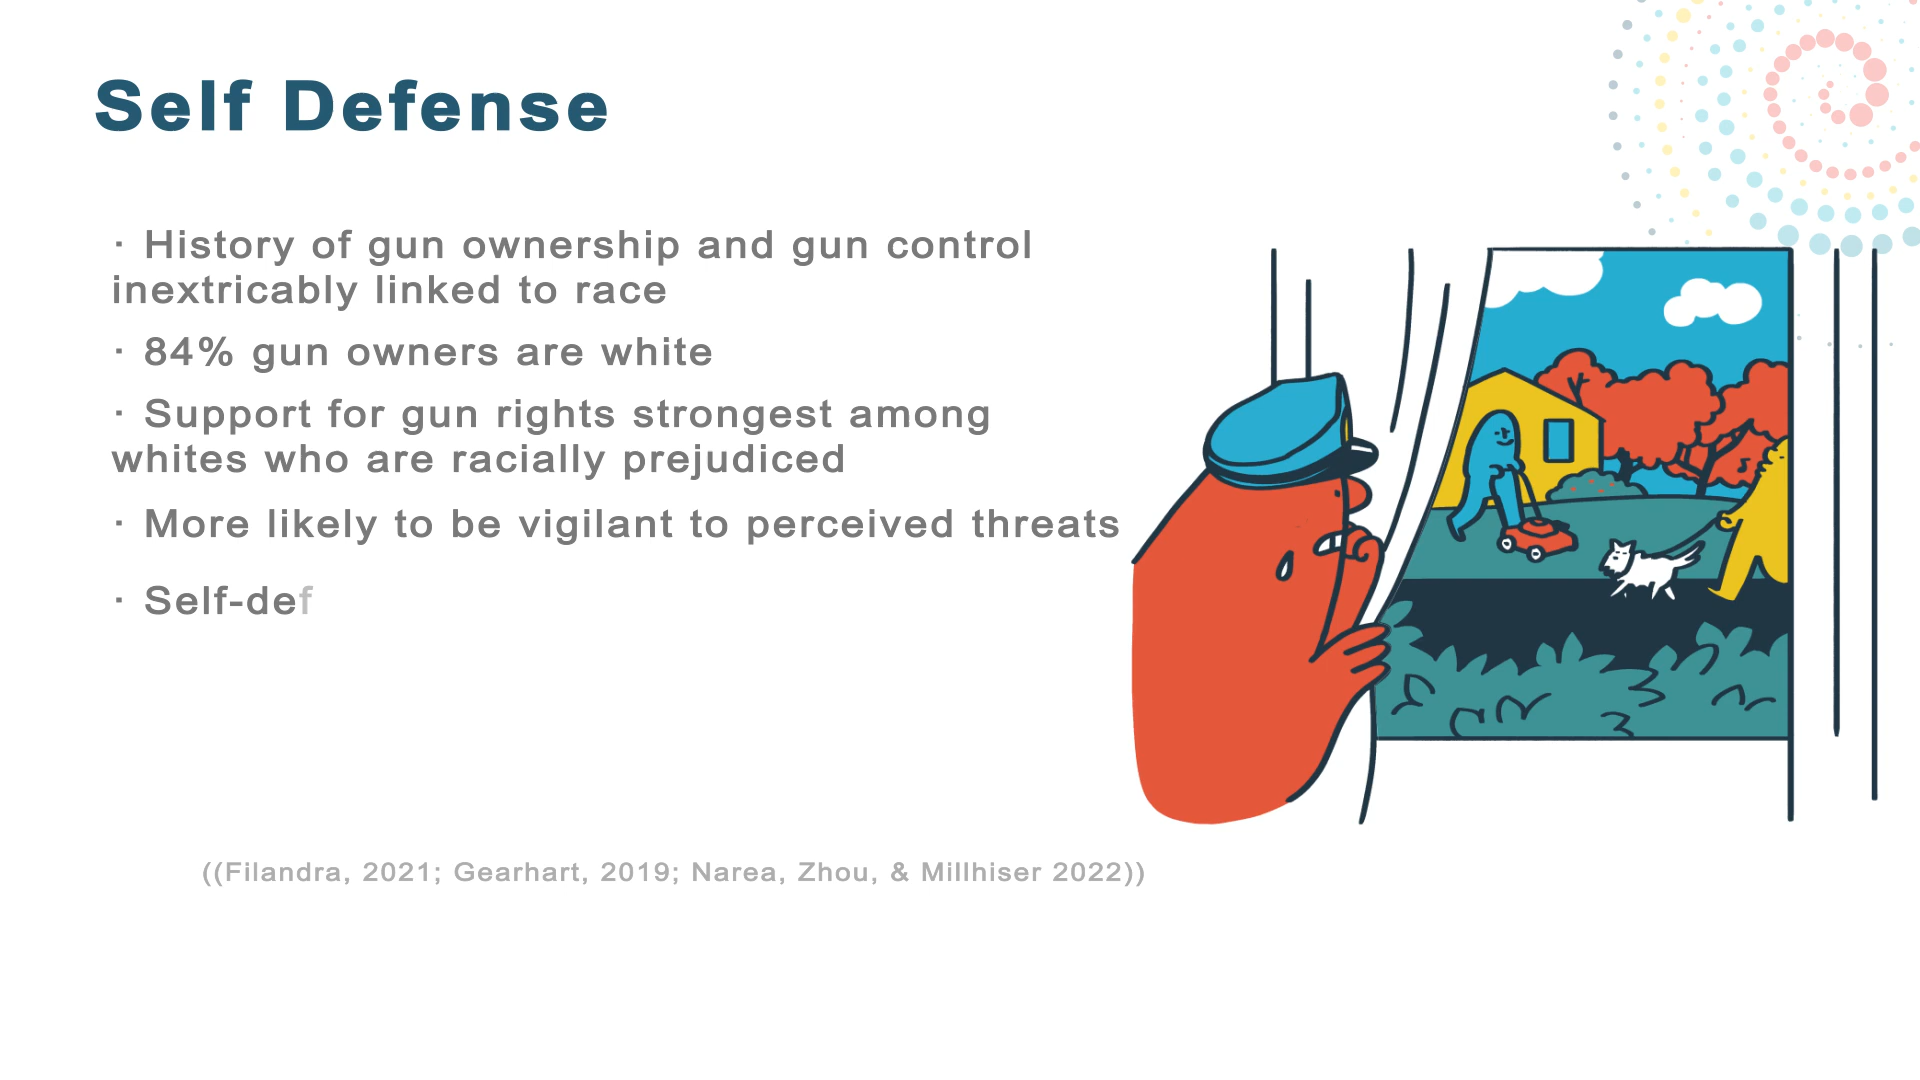 Self Defense
· History of gun ownership and gun control
inextricably linked to race
· 84% gun owners are white
· Support for gun rights strongest among
whites who are racially prejudiced
· More likely to be vigilant to perceived threats
· Self-def
((Filandra, 2021; Gearhart, 2019; Narea, Zhou, & Millhiser 2022))